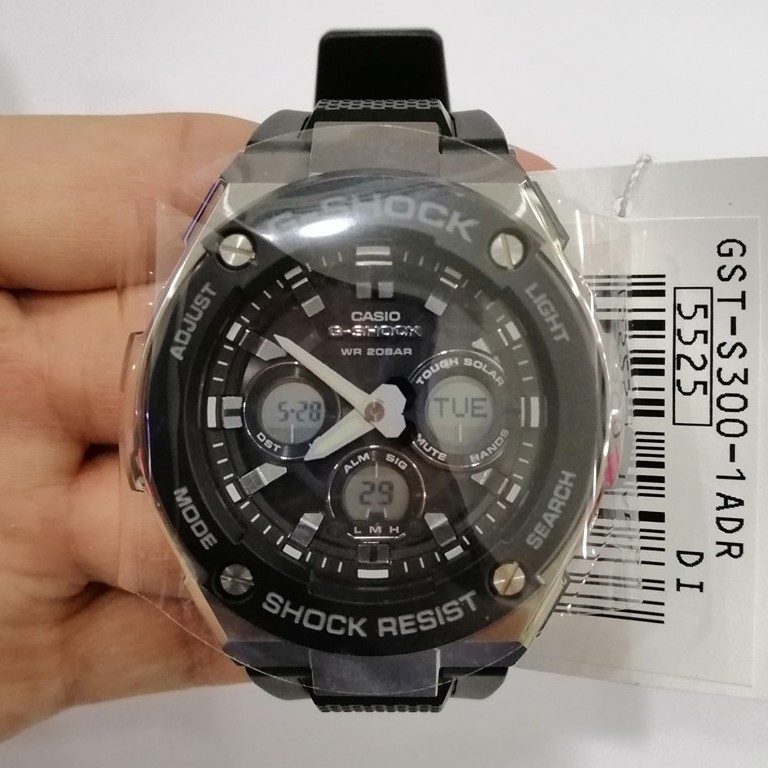 G-SHOCK
ADJUST
LIGHT
CASIO
G-SHOCK
WR 20BAR
TOUGH SOLAR
5-28
TUE
DST
MUTE
HANDS
ALM SIG
29
L M H
MODE
SEARCH
SHOCK RESIST
GST-S300-1ADR
5525
DI